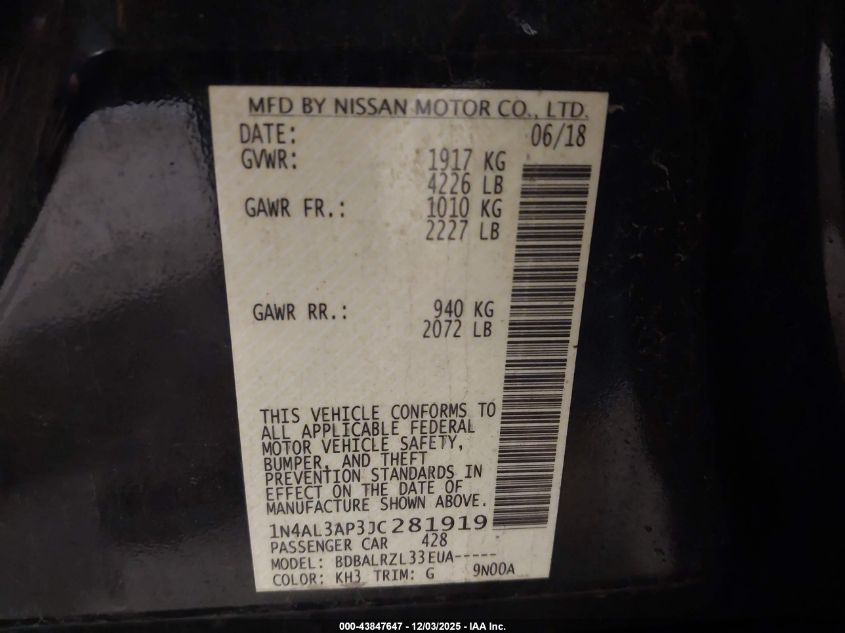 MFD BY NISSAN MOTOR CO., LTD.
DATE: 06/18
GVWR: 1917 KG
4226 LB
GAWR FR.: 1010 KG
2227 LB
GAWR RR.: 940 KG
2072 LB
THIS VEHICLE CONFORMS TO
ALL APPLICABLE FEDERAL
MOTOR VEHICLE SAFETY,
BUMPER, AND THEFT
PREVENTION STANDARDS IN
EFFECT ON THE DATE OF
MANUFACTURE SHOWN ABOVE.
1N4AL3AP3JC281919
PASSENGER CAR 428
MODEL: BDBALRZL33EUA-----
COLOR: KH3 TRIM: G 9N00A
000-43847647 - 12/03/2025 - IAA Inc.